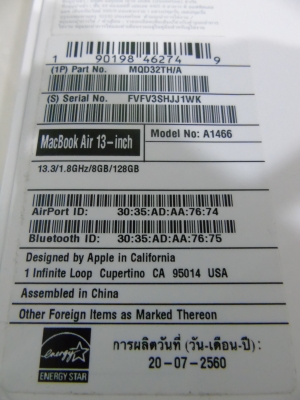 1 90198 46274 9
(1P) Part No. MQD32TH/A
(S) Serial No. FVFV3SHJJ1WK
MacBook Air 13-inch
Model No: A1466
13.3/1.8GHz/8GB/128GB
AirPort ID: 30:35:AD:AA:76:74
Bluetooth ID: 30:35:AD:AA:76:75
Designed by Apple in California
1 Infinite Loop Cupertino CA 95014 USA
Assembled in China
Other Foreign Items as Marked Thereon
energy
ENERGY STAR
การผลิตวันที่ (วัน-เดือน-ปี):
20-07-2560